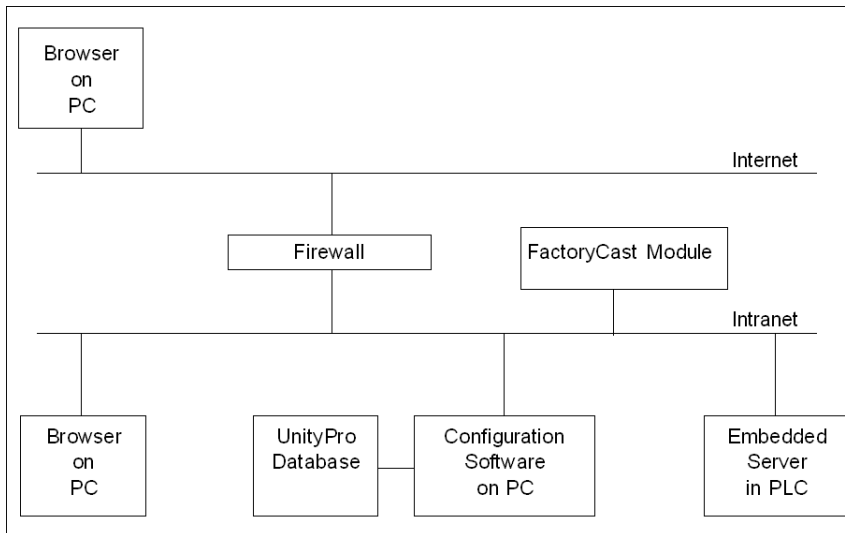 Browser
on
PC
Internet
Firewall
FactoryCast Module
Intranet
Browser
on
PC
UnityPro
Database
Configuration
Software
on PC
Embedded
Server
in PLC